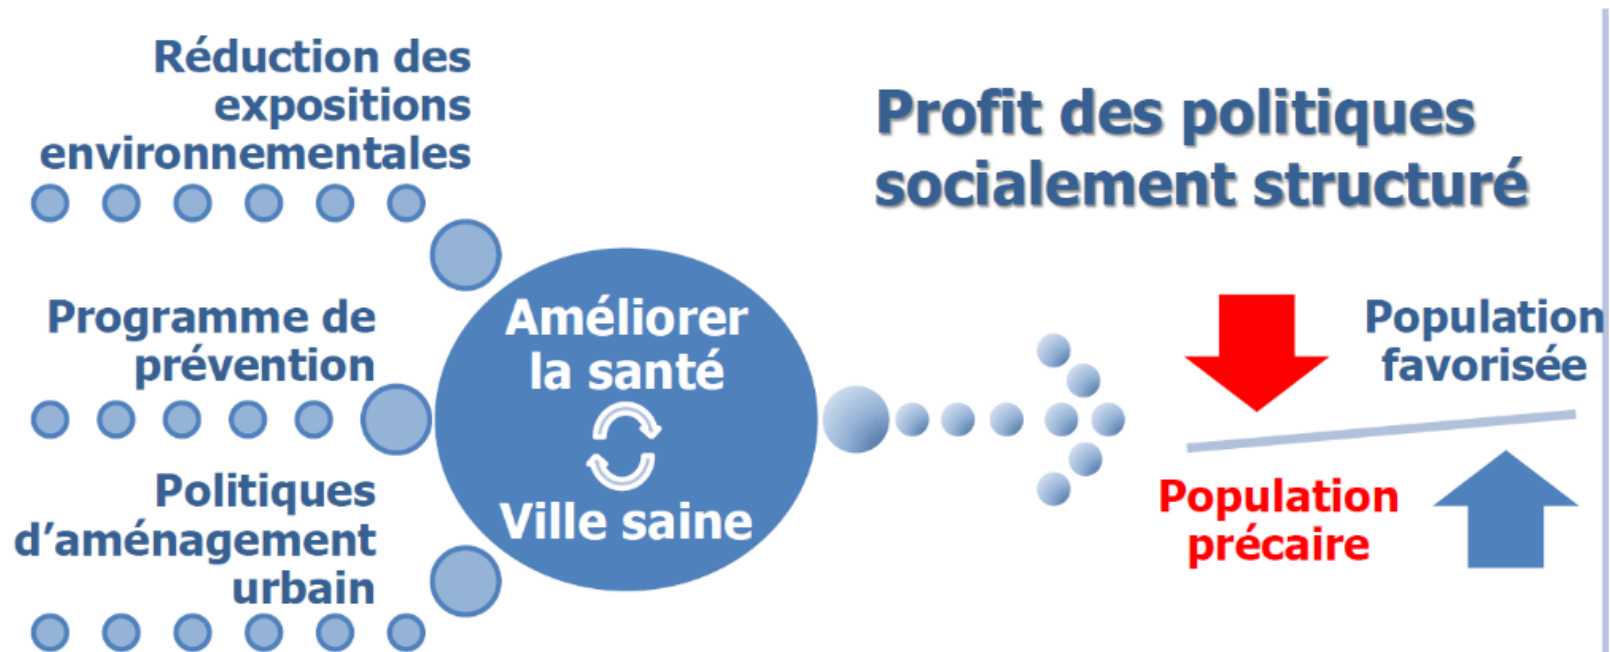 Réduction des
expositions
environnementales
Programme de
prévention
Politiques
d'aménagement
urbain
Améliorer
la santé
Ville saine
Profit des politiques
socialement structuré
Population
favorisée
Population
précaire